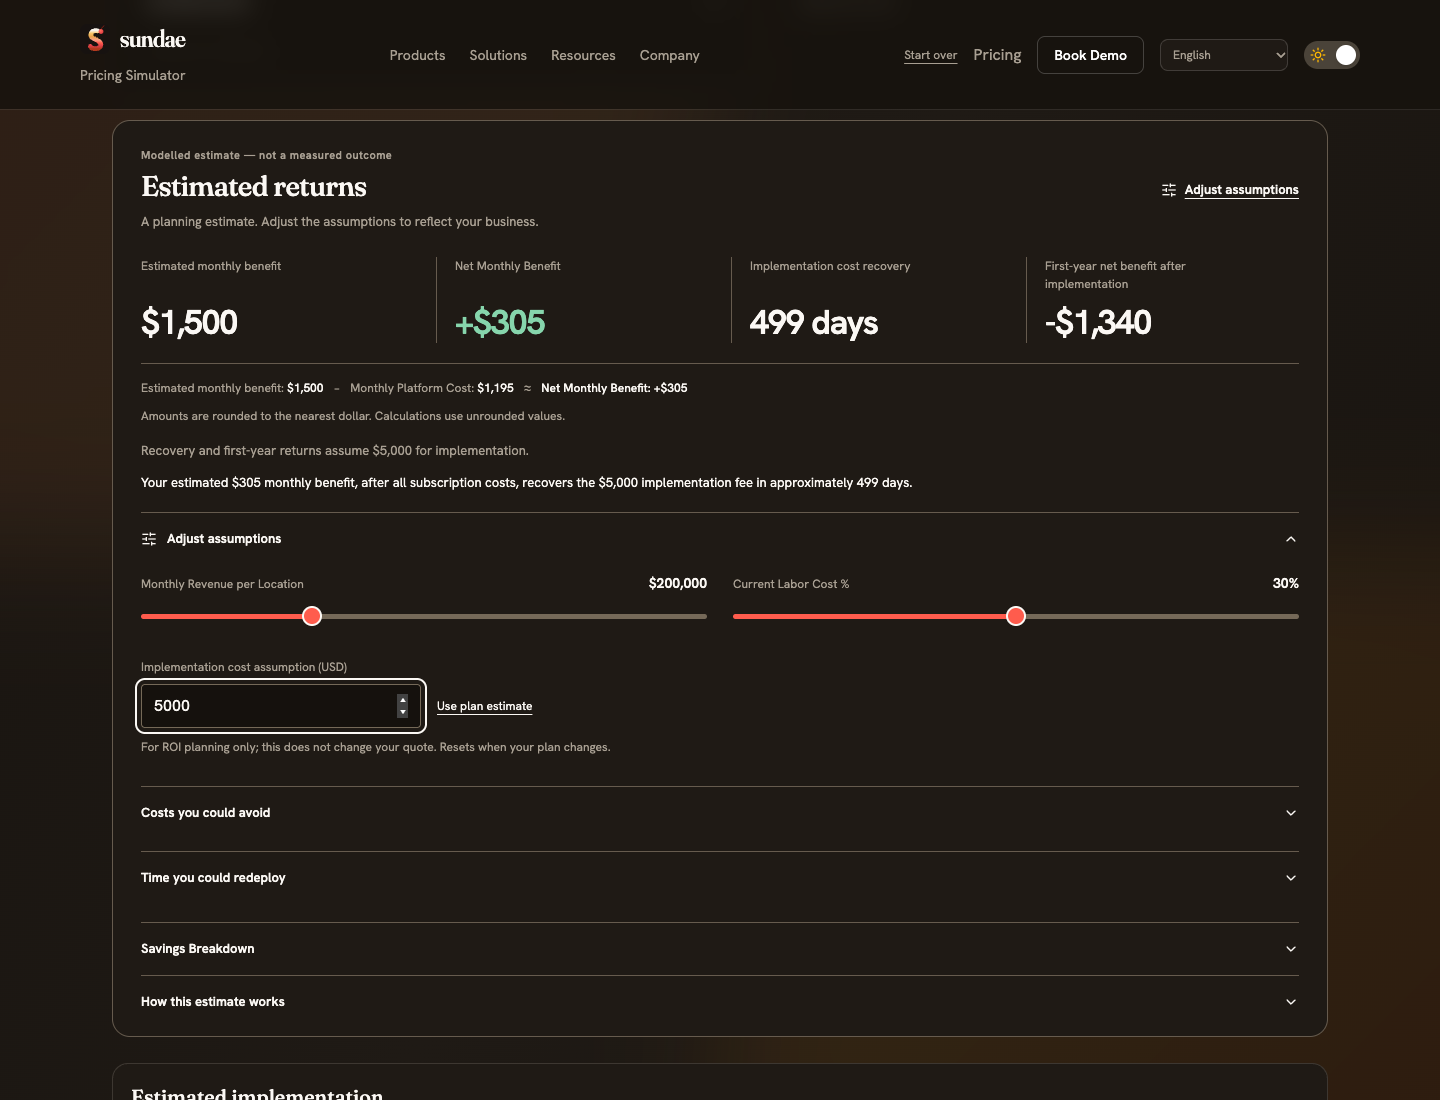 sundae
Pricing Simulator
Products Solutions Resources Company
Start over Pricing Book Demo English
Modelled estimate — not a measured outcome
Estimated returns
Adjust assumptions
A planning estimate. Adjust the assumptions to reflect your business.
Estimated monthly benefit
$1,500
Net Monthly Benefit
+$305
Implementation cost recovery
499 days
First-year net benefit after
implementation
-$1,340
Estimated monthly benefit: $1,500 – Monthly Platform Cost: $1,195 ≈ Net Monthly Benefit: +$305
Amounts are rounded to the nearest dollar. Calculations use unrounded values.
Recovery and first-year returns assume $5,000 for implementation.
Your estimated $305 monthly benefit, after all subscription costs, recovers the $5,000 implementation fee in approximately 499 days.
Adjust assumptions
Monthly Revenue per Location $200,000
Current Labor Cost % 30%
Implementation cost assumption (USD)
5000
Use plan estimate
For ROI planning only; this does not change your quote. Resets when your plan changes.
Costs you could avoid
Time you could redeploy
Savings Breakdown
How this estimate works
Estimated implementation